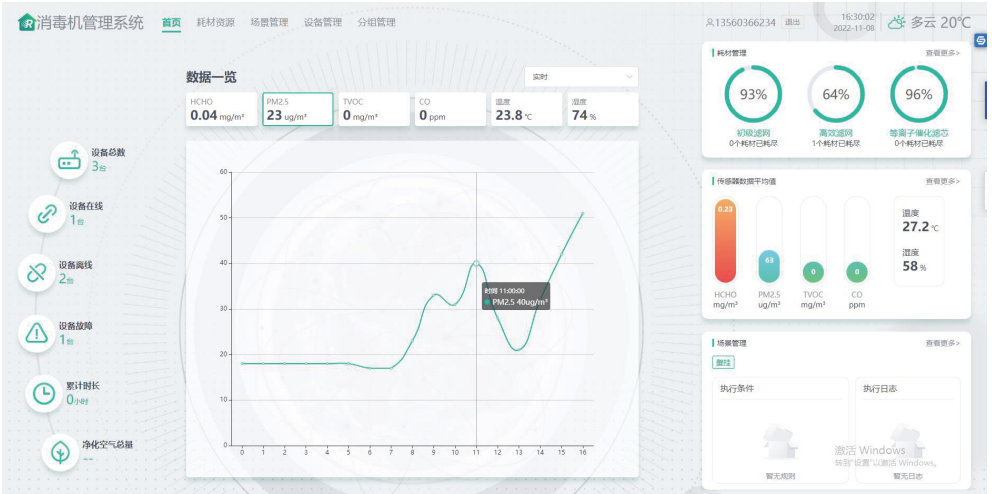 消毒机管理系统 首页 耗材资源 场景管理 设备管理 分组管理
13560366234 退出
16:30:02
2022-11-08
多云 20℃
数据一览
实时
HCHO
0.04 mg/m³
PM2.5
23 ug/m³
TVOC
0 mg/m³
CO
0 ppm
温度
23.8 ℃
湿度
74 %
设备总数
3台
设备在线
1台
设备离线
2台
设备故障
1台
累计时长
0小时
净化空气总量
--
60
50
40
30
20
10
0
0 1 2 3 4 5 6 7 8 9 10 11 12 13 14 15 16
时间 11:00:00
PM2.5 40ug/m³
耗材管理
查看更多>
93%
64%
96%
初级滤网
0个耗材已耗尽
高效滤网
1个耗材已耗尽
等离子催化滤芯
0个耗材已耗尽
传感器数据平均值
查看更多>
0.23
63
0
0
HCHO
mg/m³
PM2.5
ug/m³
TVOC
mg/m³
CO
ppm
温度
27.2 ℃
湿度
58 %
场景管理
查看更多>
执行条件
执行日志
暂无规则
暂无日志
激活 Windows
转到"设置"以激活 Windows。